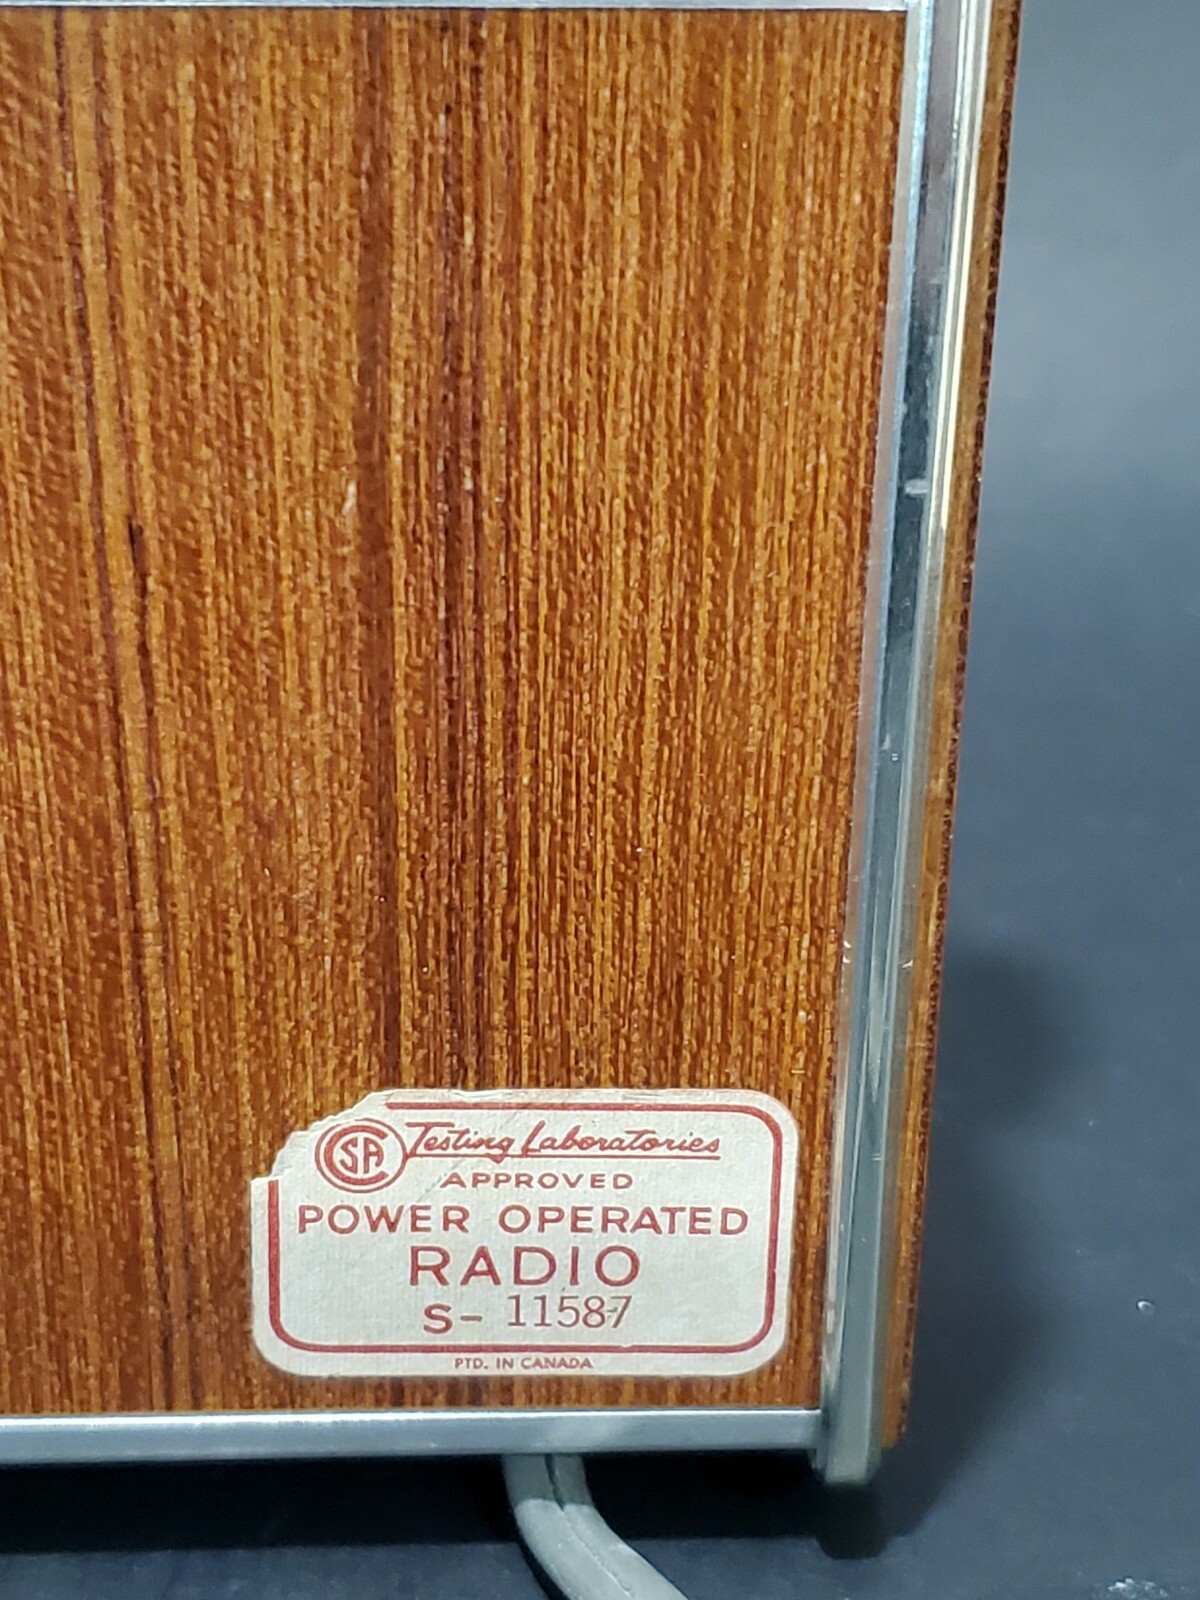 CSA Testing Laboratories
APPROVED
POWER OPERATED
RADIO
S- 11587
PTD. IN CANADA